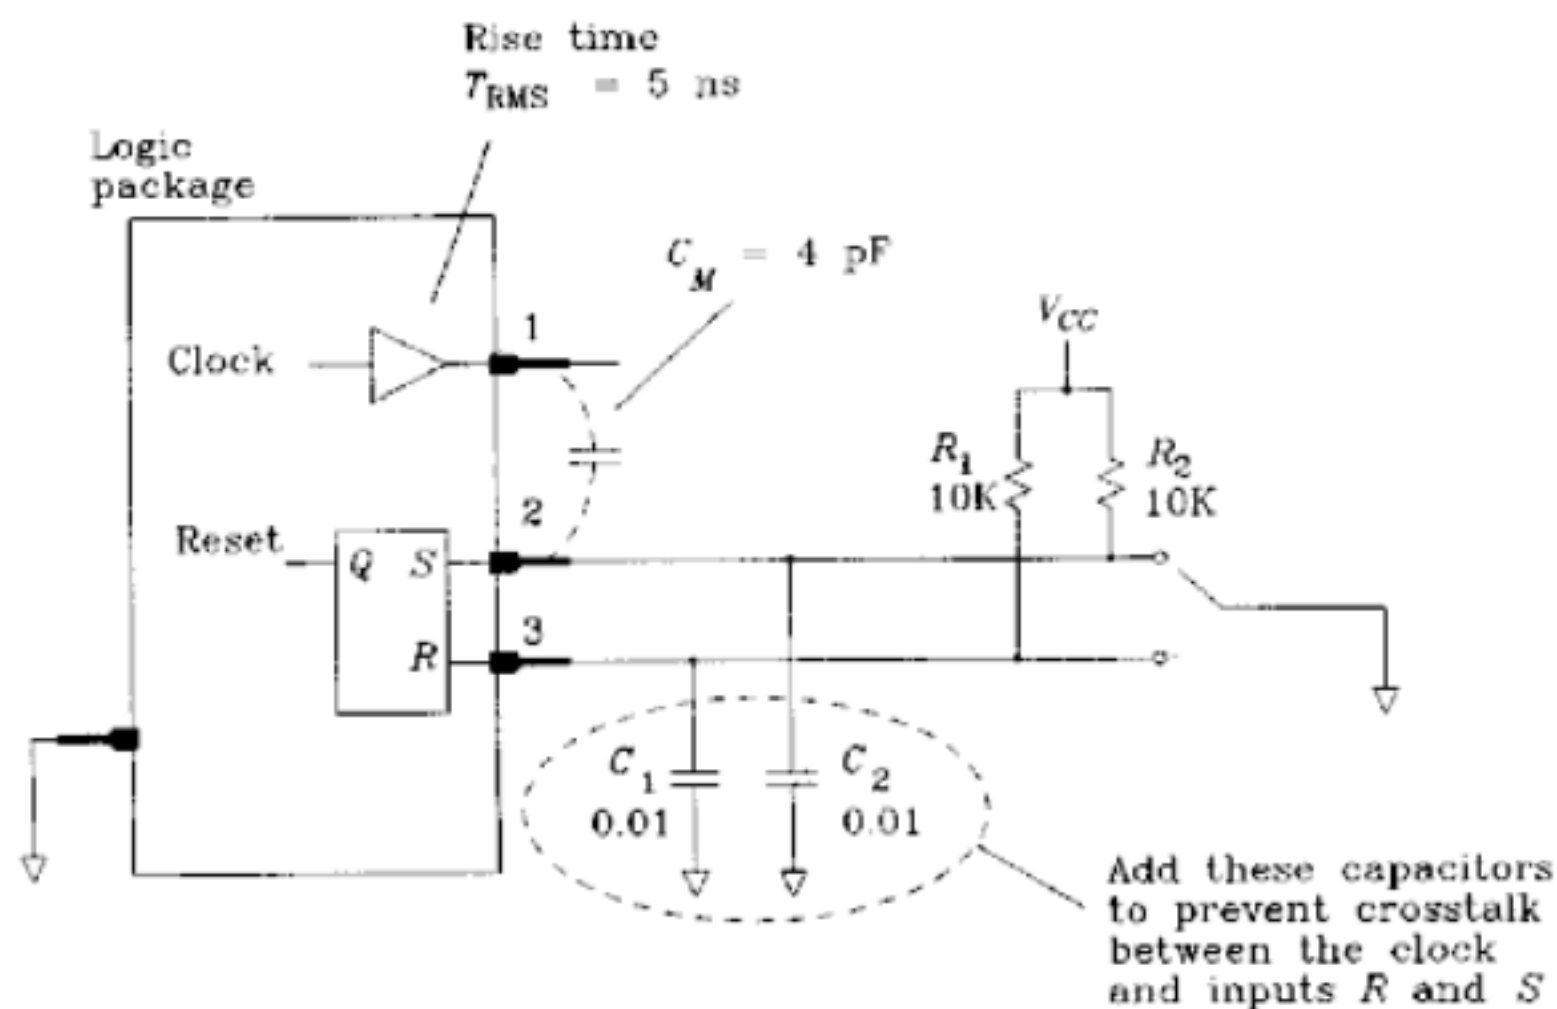 Rise time
T_RMS = 5 ns
Logic
package
C_M = 4 pF
V_CC
1
Clock
R_1
10K
R_2
10K
2
Reset
Q
S
3
R
C_1
0.01
C_2
0.01
Add these capacitors
to prevent crosstalk
between the clock
and inputs R and S